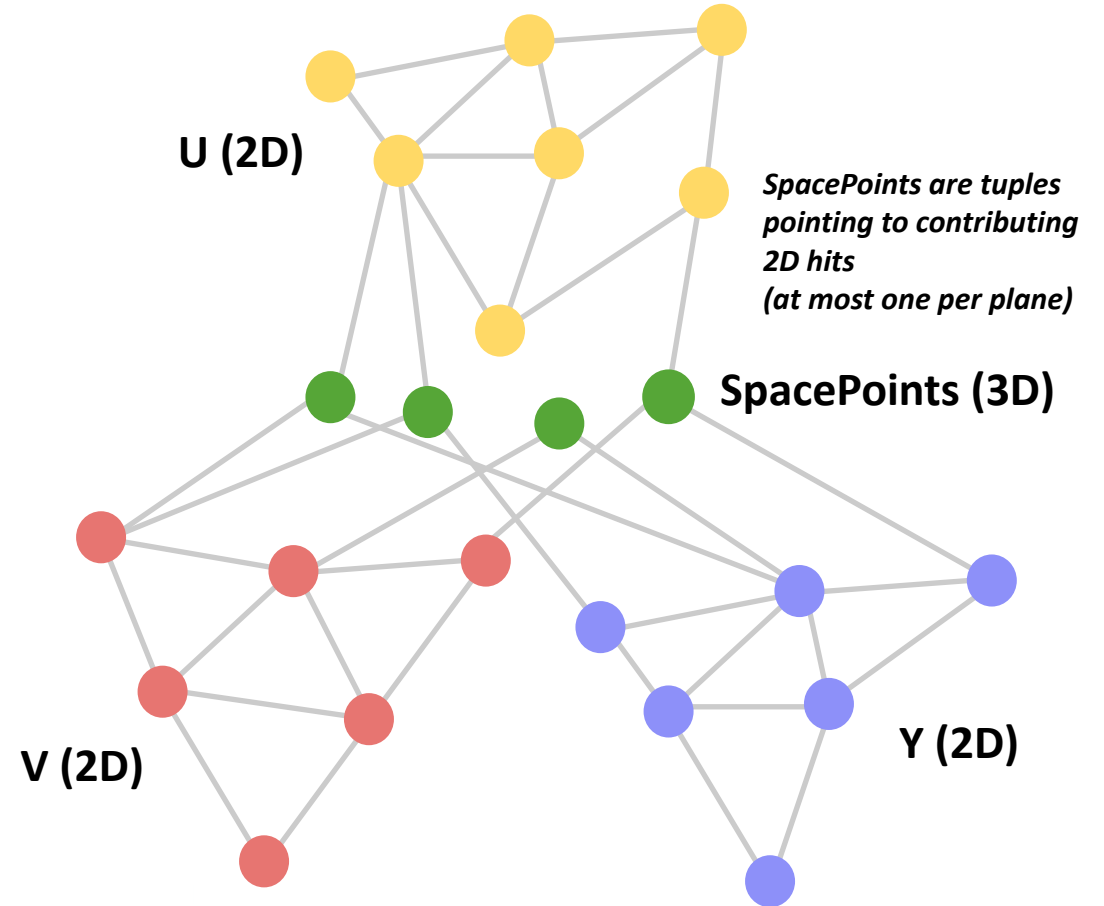 U (2D)
SpacePoints are tuples
pointing to contributing
2D hits
(at most one per plane)
SpacePoints (3D)
V (2D)
Y (2D)